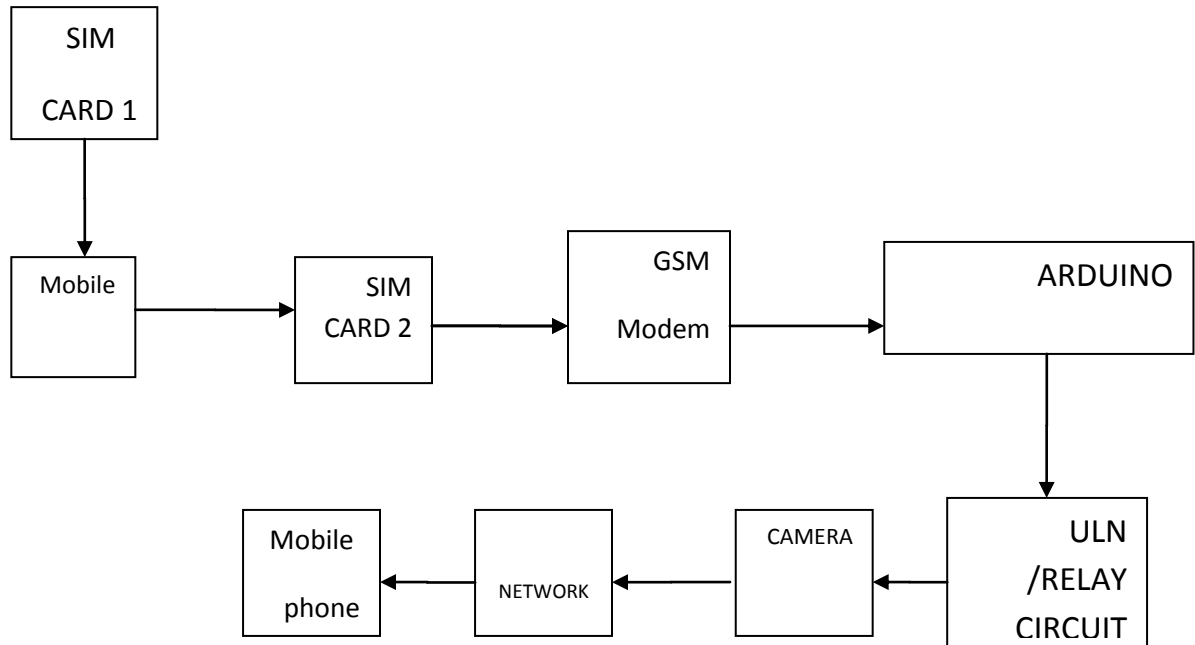 SIM
CARD 1
Mobile
SIM
CARD 2
GSM
Modem
ARDUINO
ULN
/RELAY
CIRCUIT
CAMERA
NETWORK
Mobile
phone